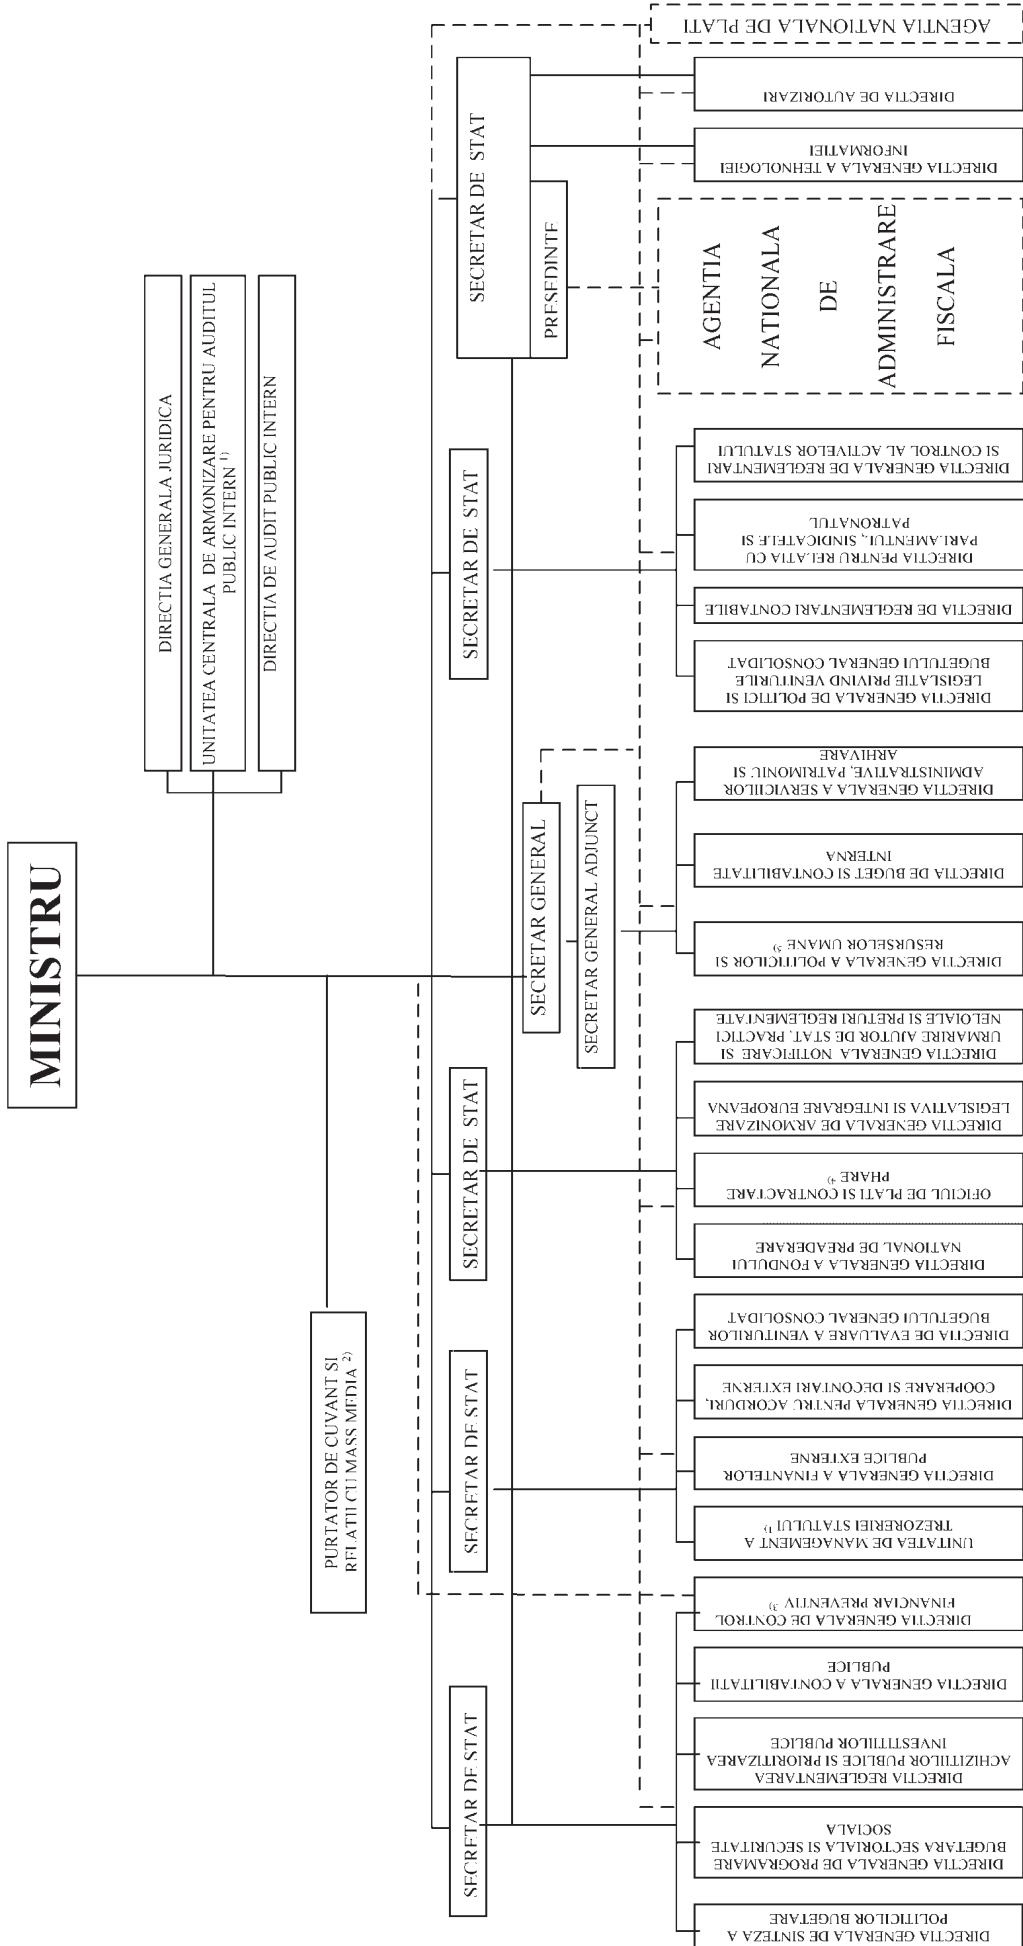 MINISTRU
DIRECTIA GENERALA JURIDICA
UNITATEA CENTRALA DE ARMONIZARE PENTRU AUDITUL
PUBLIC INTERN 1)
DIRECTIA DE AUDIT PUBLIC INTERN
PURTATOR DE CUVANT SI
RELATII CU MASS MEDIA 2)
SECRETAR DE STAT
SECRETAR DE STAT
SECRETAR DE STAT
SECRETAR GENERAL
SECRETAR GENERAL ADJUNCT
SECRETAR DE STAT
SECRETAR DE STAT
PRESEDINTE
DIRECTIA GENERALA DE SINTEZA A
POLITICILOR BUGETARE
DIRECTIA GENERALA DE PROGRAMARE
BUGETARA SECTORIALA SI SECURITATE
SOCIALA
DIRECTIA REGLEMENTAREA
ACHIZITIILOR PUBLICE SI PRIORITIZAREA
INVESTITIILOR PUBLICE
DIRECTIA GENERALA A CONTABILITATII
PUBLICE
DIRECTIA GENERALA DE CONTROL
FINANCIAR PREVENTIV 3)
UNITATEA DE MANAGEMENT A
TREZORERIEI STATULUI 1)
DIRECTIA GENERALA A FINANTELOR
PUBLICE EXTERNE
DIRECTIA GENERALA PENTRU ACORDURI,
COOPERARE SI DECONTARI EXTERNE
DIRECTIA DE EVALUARE A VENITURILOR
BUGETULUI GENERAL CONSOLIDAT
DIRECTIA GENERALA A FONDULUI
NATIONAL DE PREADERARE
OFICIUL DE PLATI SI CONTRACTARE
PHARE 4)
DIRECTIA GENERALA DE ARMONIZARE
LEGISLATIVA SI INTEGRARE EUROPEANA
DIRECTIA GENERALA NOTIFICARE SI
URMARIRE AJUTOR DE STAT, PRACTICI
NELOIALE SI PRETURI REGLEMENTATE
DIRECTIA GENERALA A POLITICILOR SI
RESURSELOR UMANE 5)
DIRECTIA DE BUGET SI CONTABILITATE
INTERNA
DIRECTIA GENERALA A SERVICIILOR
ADMINISTRATIVE, PATRIMONIU SI
ARHIVARE
DIRECTIA GENERALA DE POLITICI SI
LEGISLATIE PRIVIND VENITURILE
BUGETULUI GENERAL CONSOLIDAT
DIRECTIA DE REGLEMENTARI CONTABILE
DIRECTIA PENTRU RELATIA CU
PARLAMENTUL, SINDICATELE SI
PATRONATUL
DIRECTIA GENERALA DE REGLEMENTARI
SI CONTROL AL ACTIVELOR STATULUI
AGENTIA
NATIONALA
DE
ADMINISTRARE
FISCALA
DIRECTIA GENERALA A TEHNOLOGIEI
INFORMATIEI
DIRECTIA DE AUTORIZARI
AGENTIA NATIONALA DE PLATI